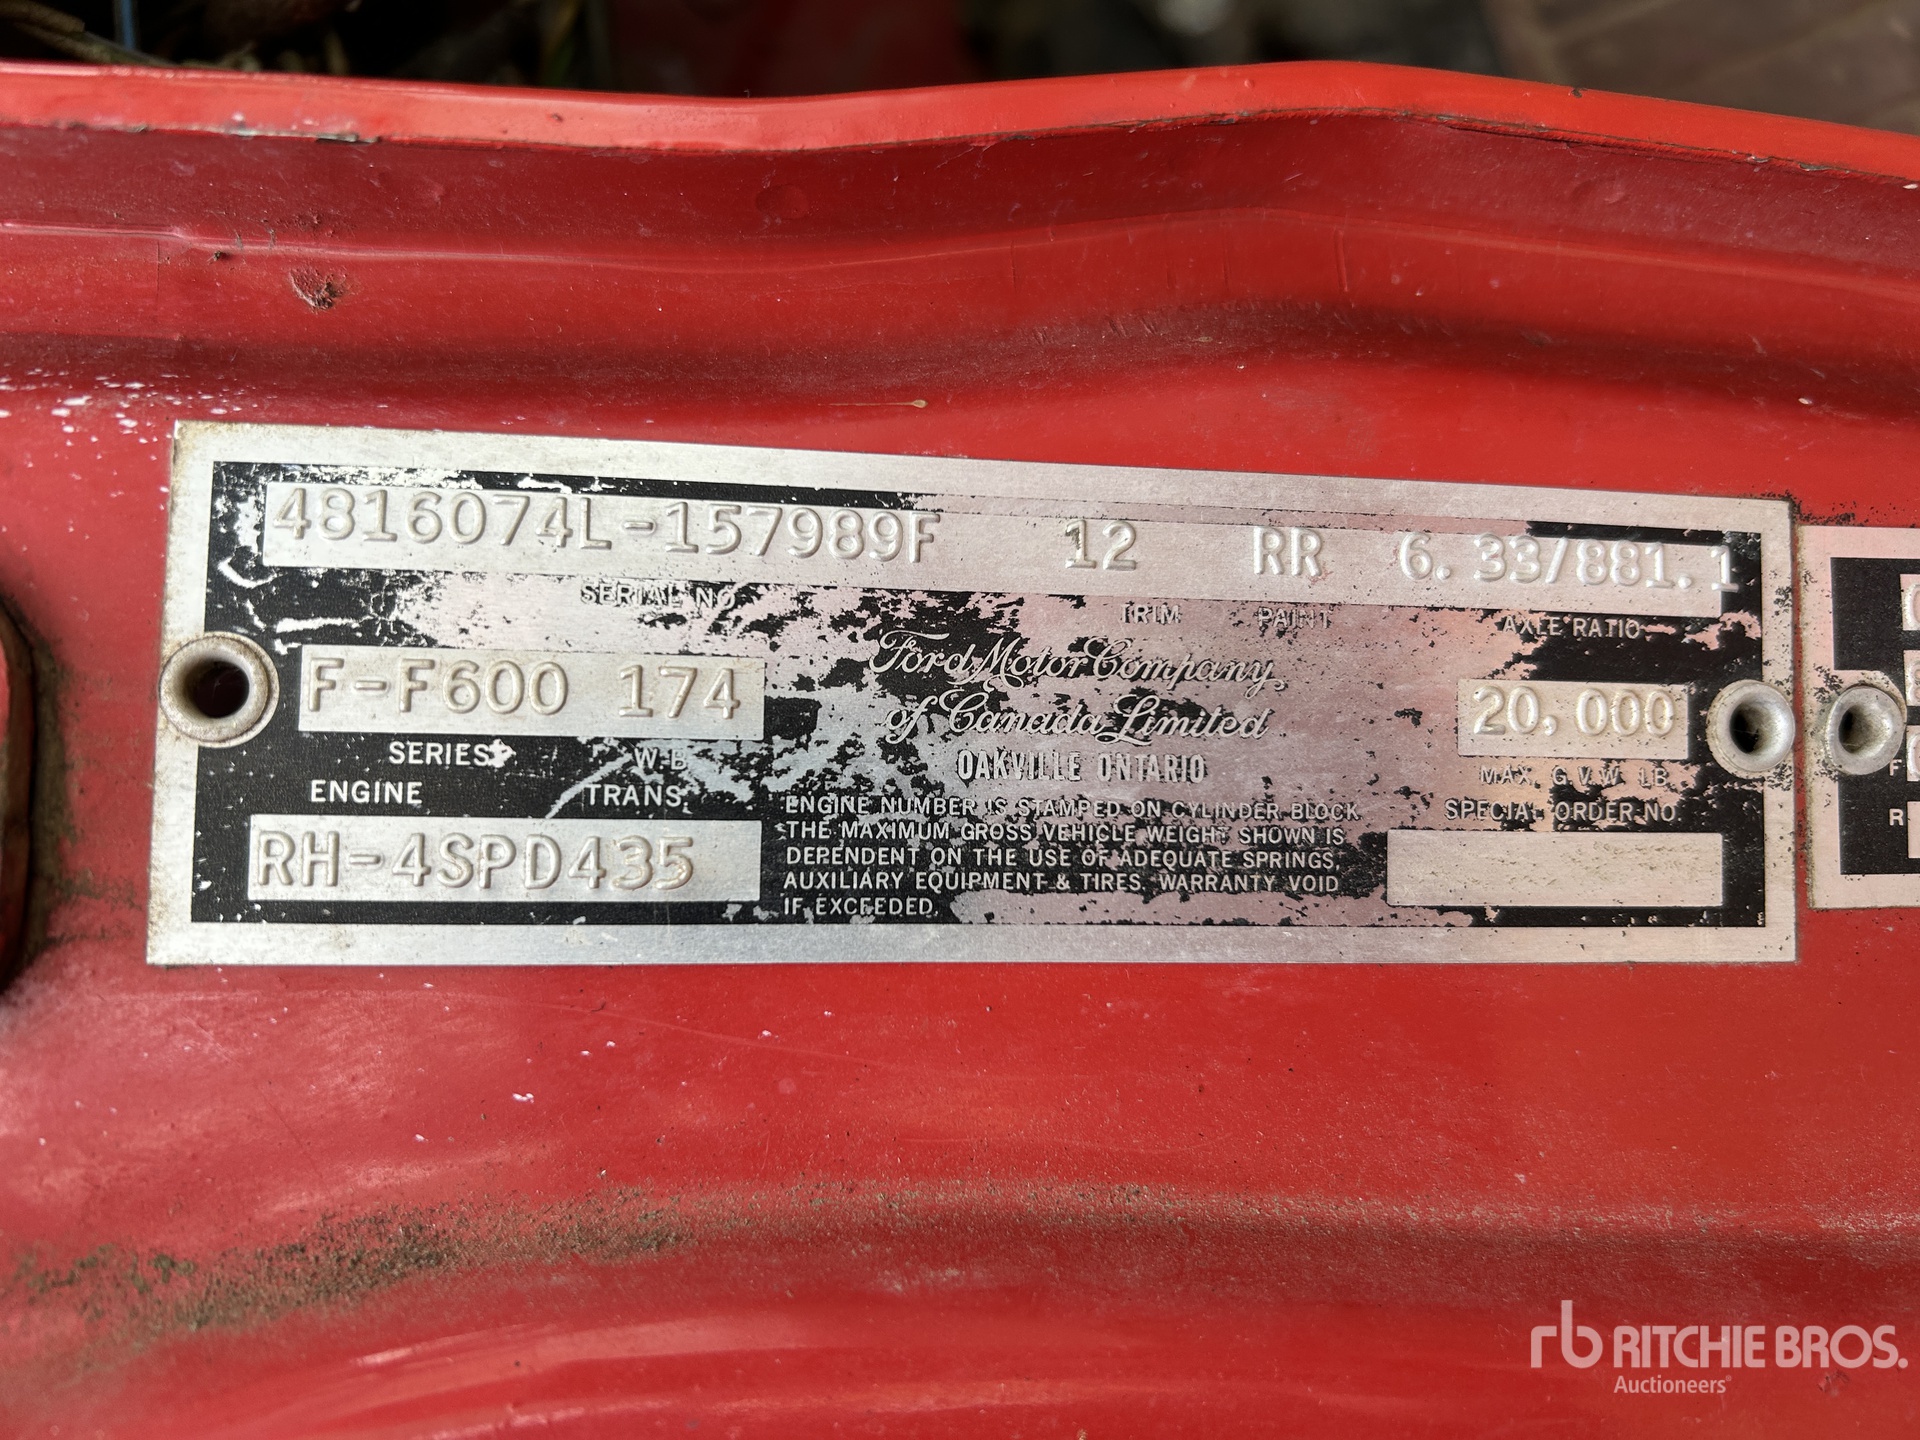 4816074L-157989F 12 RR 6.33/881.1
SERIAL NO. TRIM PAINT AXLE RATIO
F-F600 174 Ford Motor Company 20,000
of Canada Limited
SERIES W-B OAKVILLE ONTARIO MAX. G.V.W. LB.
ENGINE TRANS. SPECIAL ORDER NO.
RH-4SPD435
ENGINE NUMBER IS STAMPED ON CYLINDER BLOCK
THE MAXIMUM GROSS VEHICLE WEIGHT SHOWN IS
DEPENDENT ON THE USE OF ADEQUATE SPRINGS,
AUXILIARY EQUIPMENT & TIRES. WARRANTY VOID
IF EXCEEDED.
F
R
rb RITCHIE BROS.
Auctioneers